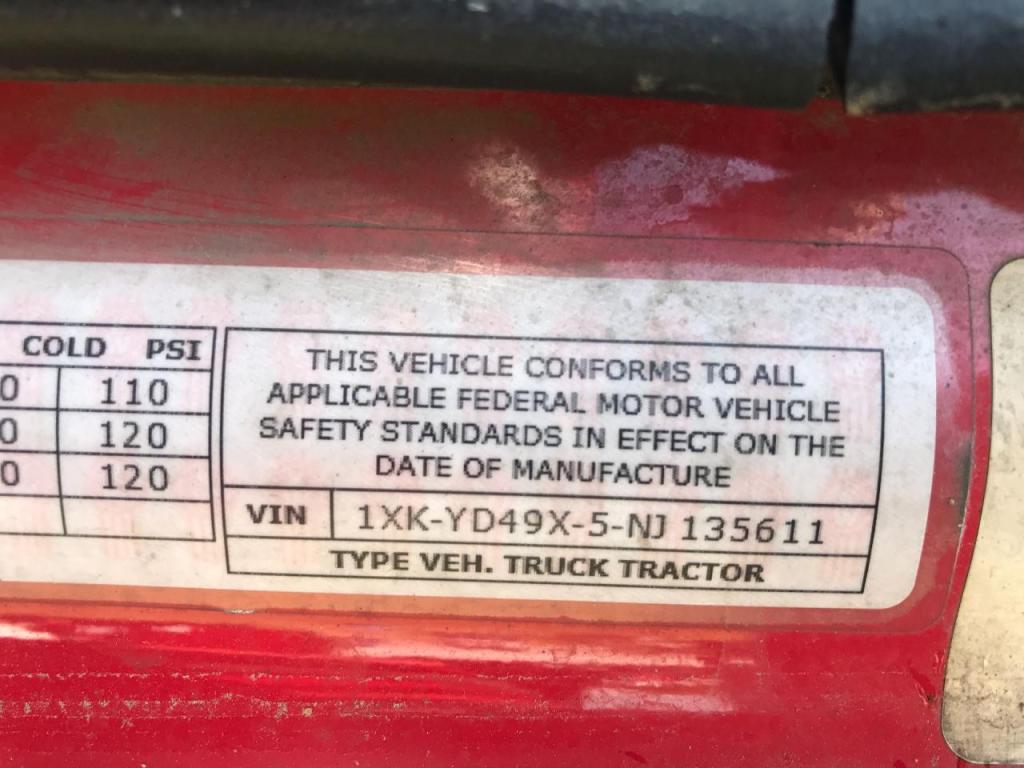 COLD PSI
0 110
0 120
0 120
THIS VEHICLE CONFORMS TO ALL
APPLICABLE FEDERAL MOTOR VEHICLE
SAFETY STANDARDS IN EFFECT ON THE
DATE OF MANUFACTURE
VIN 1XK-YD49X-5-NJ 135611
TYPE VEH. TRUCK TRACTOR